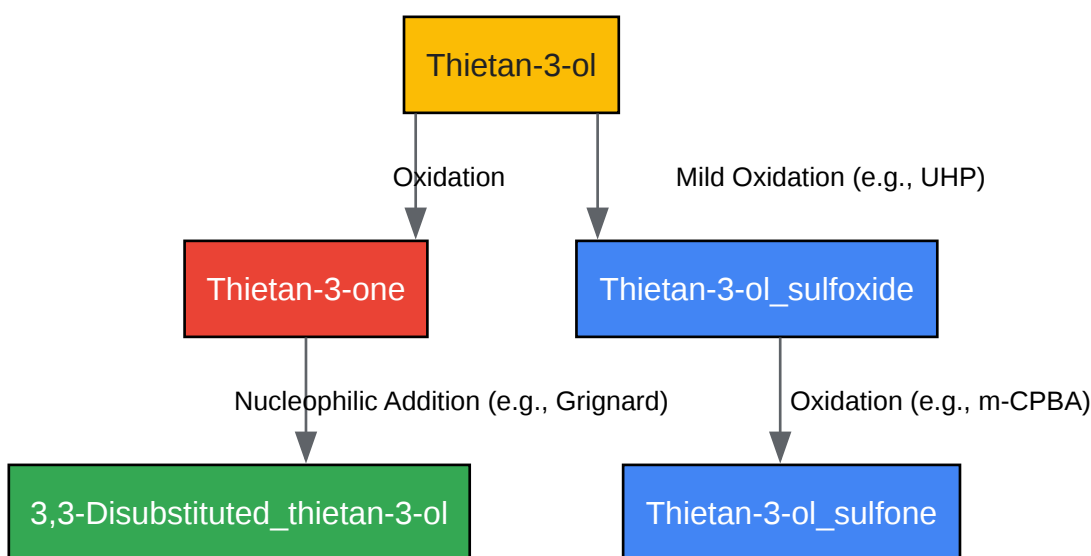 Thietan-3-ol
Oxidation
Mild Oxidation (e.g., UHP)
Thietan-3-one
Thietan-3-ol_sulfoxide
Nucleophilic Addition (e.g., Grignard)
Oxidation (e.g., m-CPBA)
3,3-Disubstituted_thietan-3-ol
Thietan-3-ol_sulfone